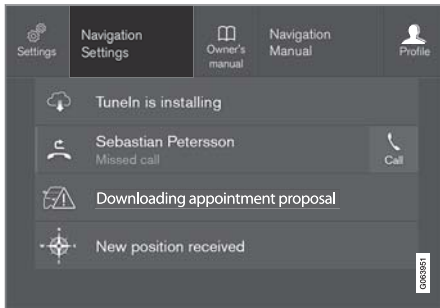 Settings
Navigation
Settings
Owner's
manual
Navigation
Manual
Profile
TuneIn is installing
Sebastian Petersson
Missed call
Call
Downloading appointment proposal
New position received
G063951